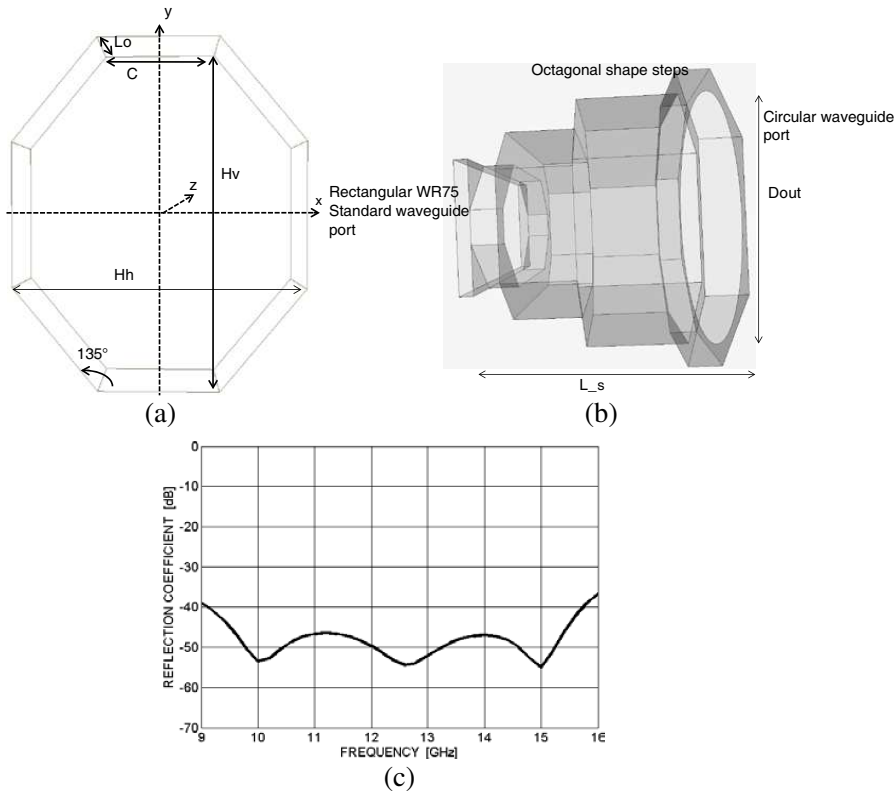 y
Lo
C
Hv
z
x
Hh
135°
(a)
Octagonal shape steps
Circular waveguide
port
Dout
Rectangular WR75
Standard waveguide
port
L_s
(b)
REFLECTION COEFFICIENT [dB]
0
-10
-20
-30
-40
-50
-60
-70
9 10 11 12 13 14 15 16
FREQUENCY [GHz]
(c)